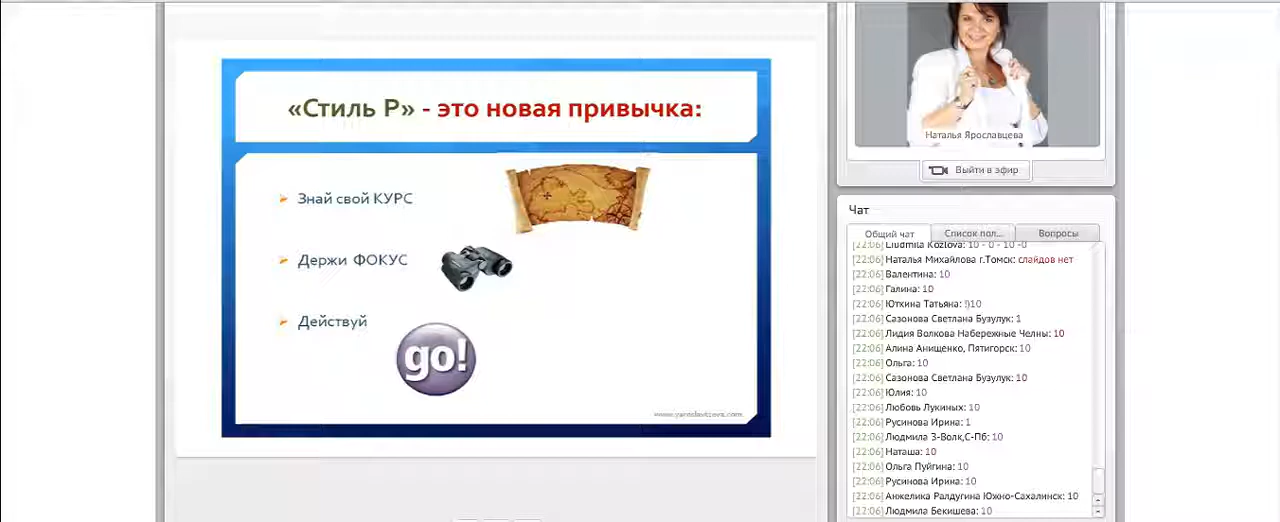 «Стиль Р» - это новая привычка:
Знай свой КУРС
Держи ФОКУС
Действуй
go!
www.yaroslavtzeva.com
Наталья Ярославцева
Выйти в эфир
Чат
Общий чат
Список пол...
Вопросы
[22:06] Liudmila Kozlova: 10 - 0 - 10 -0
[22:06] Наталья Михайлова г.Томск: слайдов нет
[22:06] Валентина: 10
[22:06] Галина: 10
[22:06] Юткина Татьяна: !)10
[22:06] Сазонова Светлана Бузулук: 1
[22:06] Лидия Волкова Набережные Челны: 10
[22:06] Алина Анищенко, Пятигорск: 10
[22:06] Ольга: 10
[22:06] Сазонова Светлана Бузулук: 10
[22:06] Юлия: 10
[22:06] Любовь Лукиных: 10
[22:06] Русинова Ирина: 1
[22:06] Людмила З-Волк,С-Пб: 10
[22:06] Наташа: 10
[22:06] Ольга Пуйгина: 10
[22:06] Русинова Ирина: 10
[22:06] Анжелика Ралдугина Южно-Сахалинск: 10
[22:06] Людмила Бекишева: 10